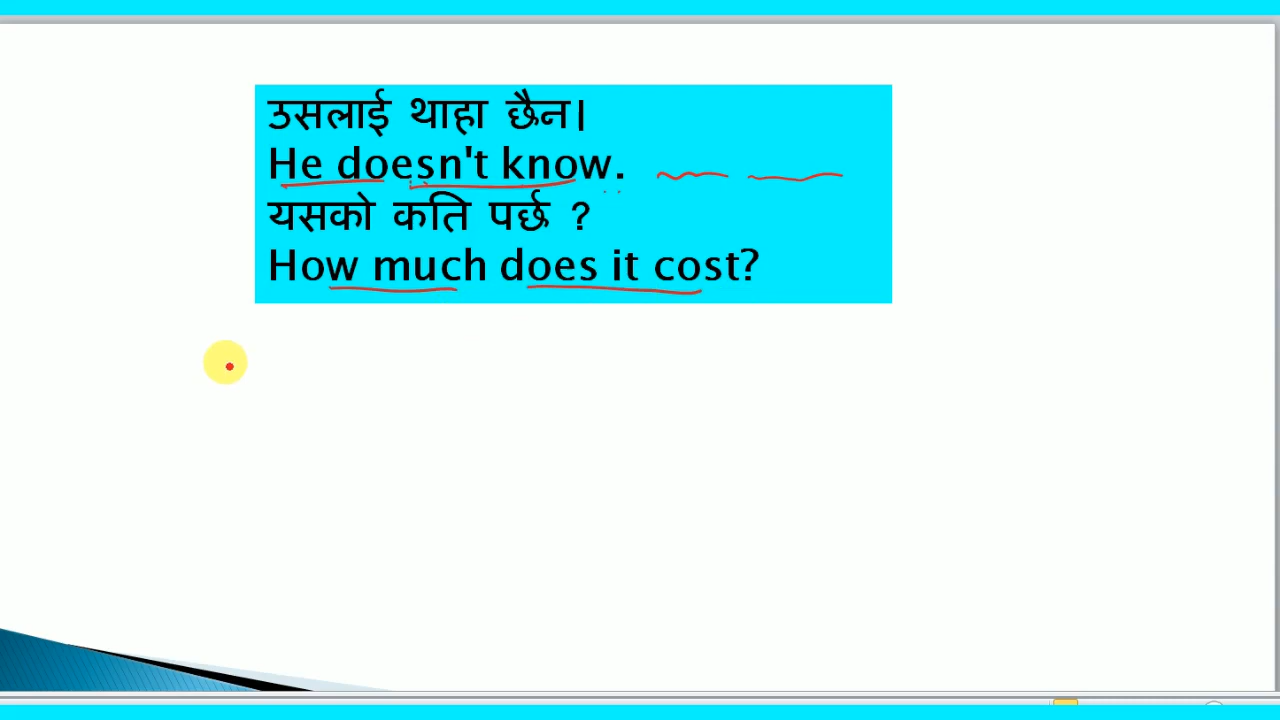 उसलाई थाहा छैन।
He doesn't know.
यसको कति पर्छ ?
How much does it cost?